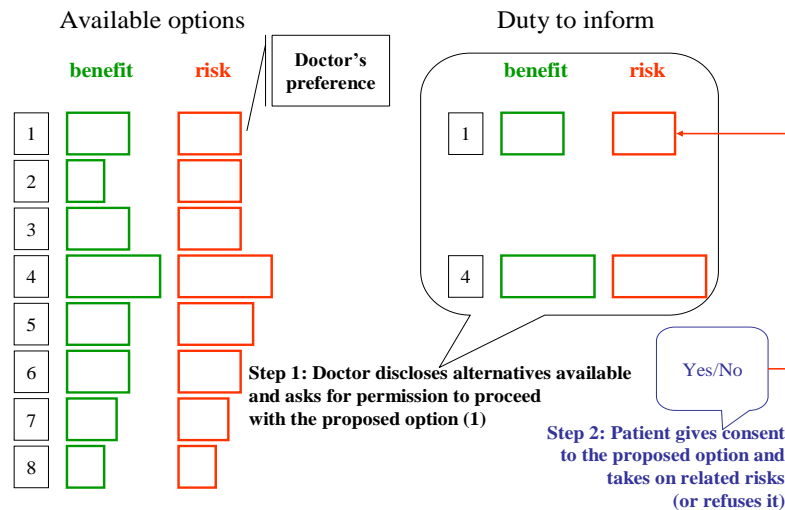 Available options
Duty to inform
Doctor's
preference
benefit
risk
benefit
risk
1
2
3
4
5
6
7
8
1
4
Step 1: Doctor discloses alternatives available
and asks for permission to proceed
with the proposed option (1)
Yes/No
Step 2: Patient gives consent
to the proposed option and
takes on related risks
(or refuses it)